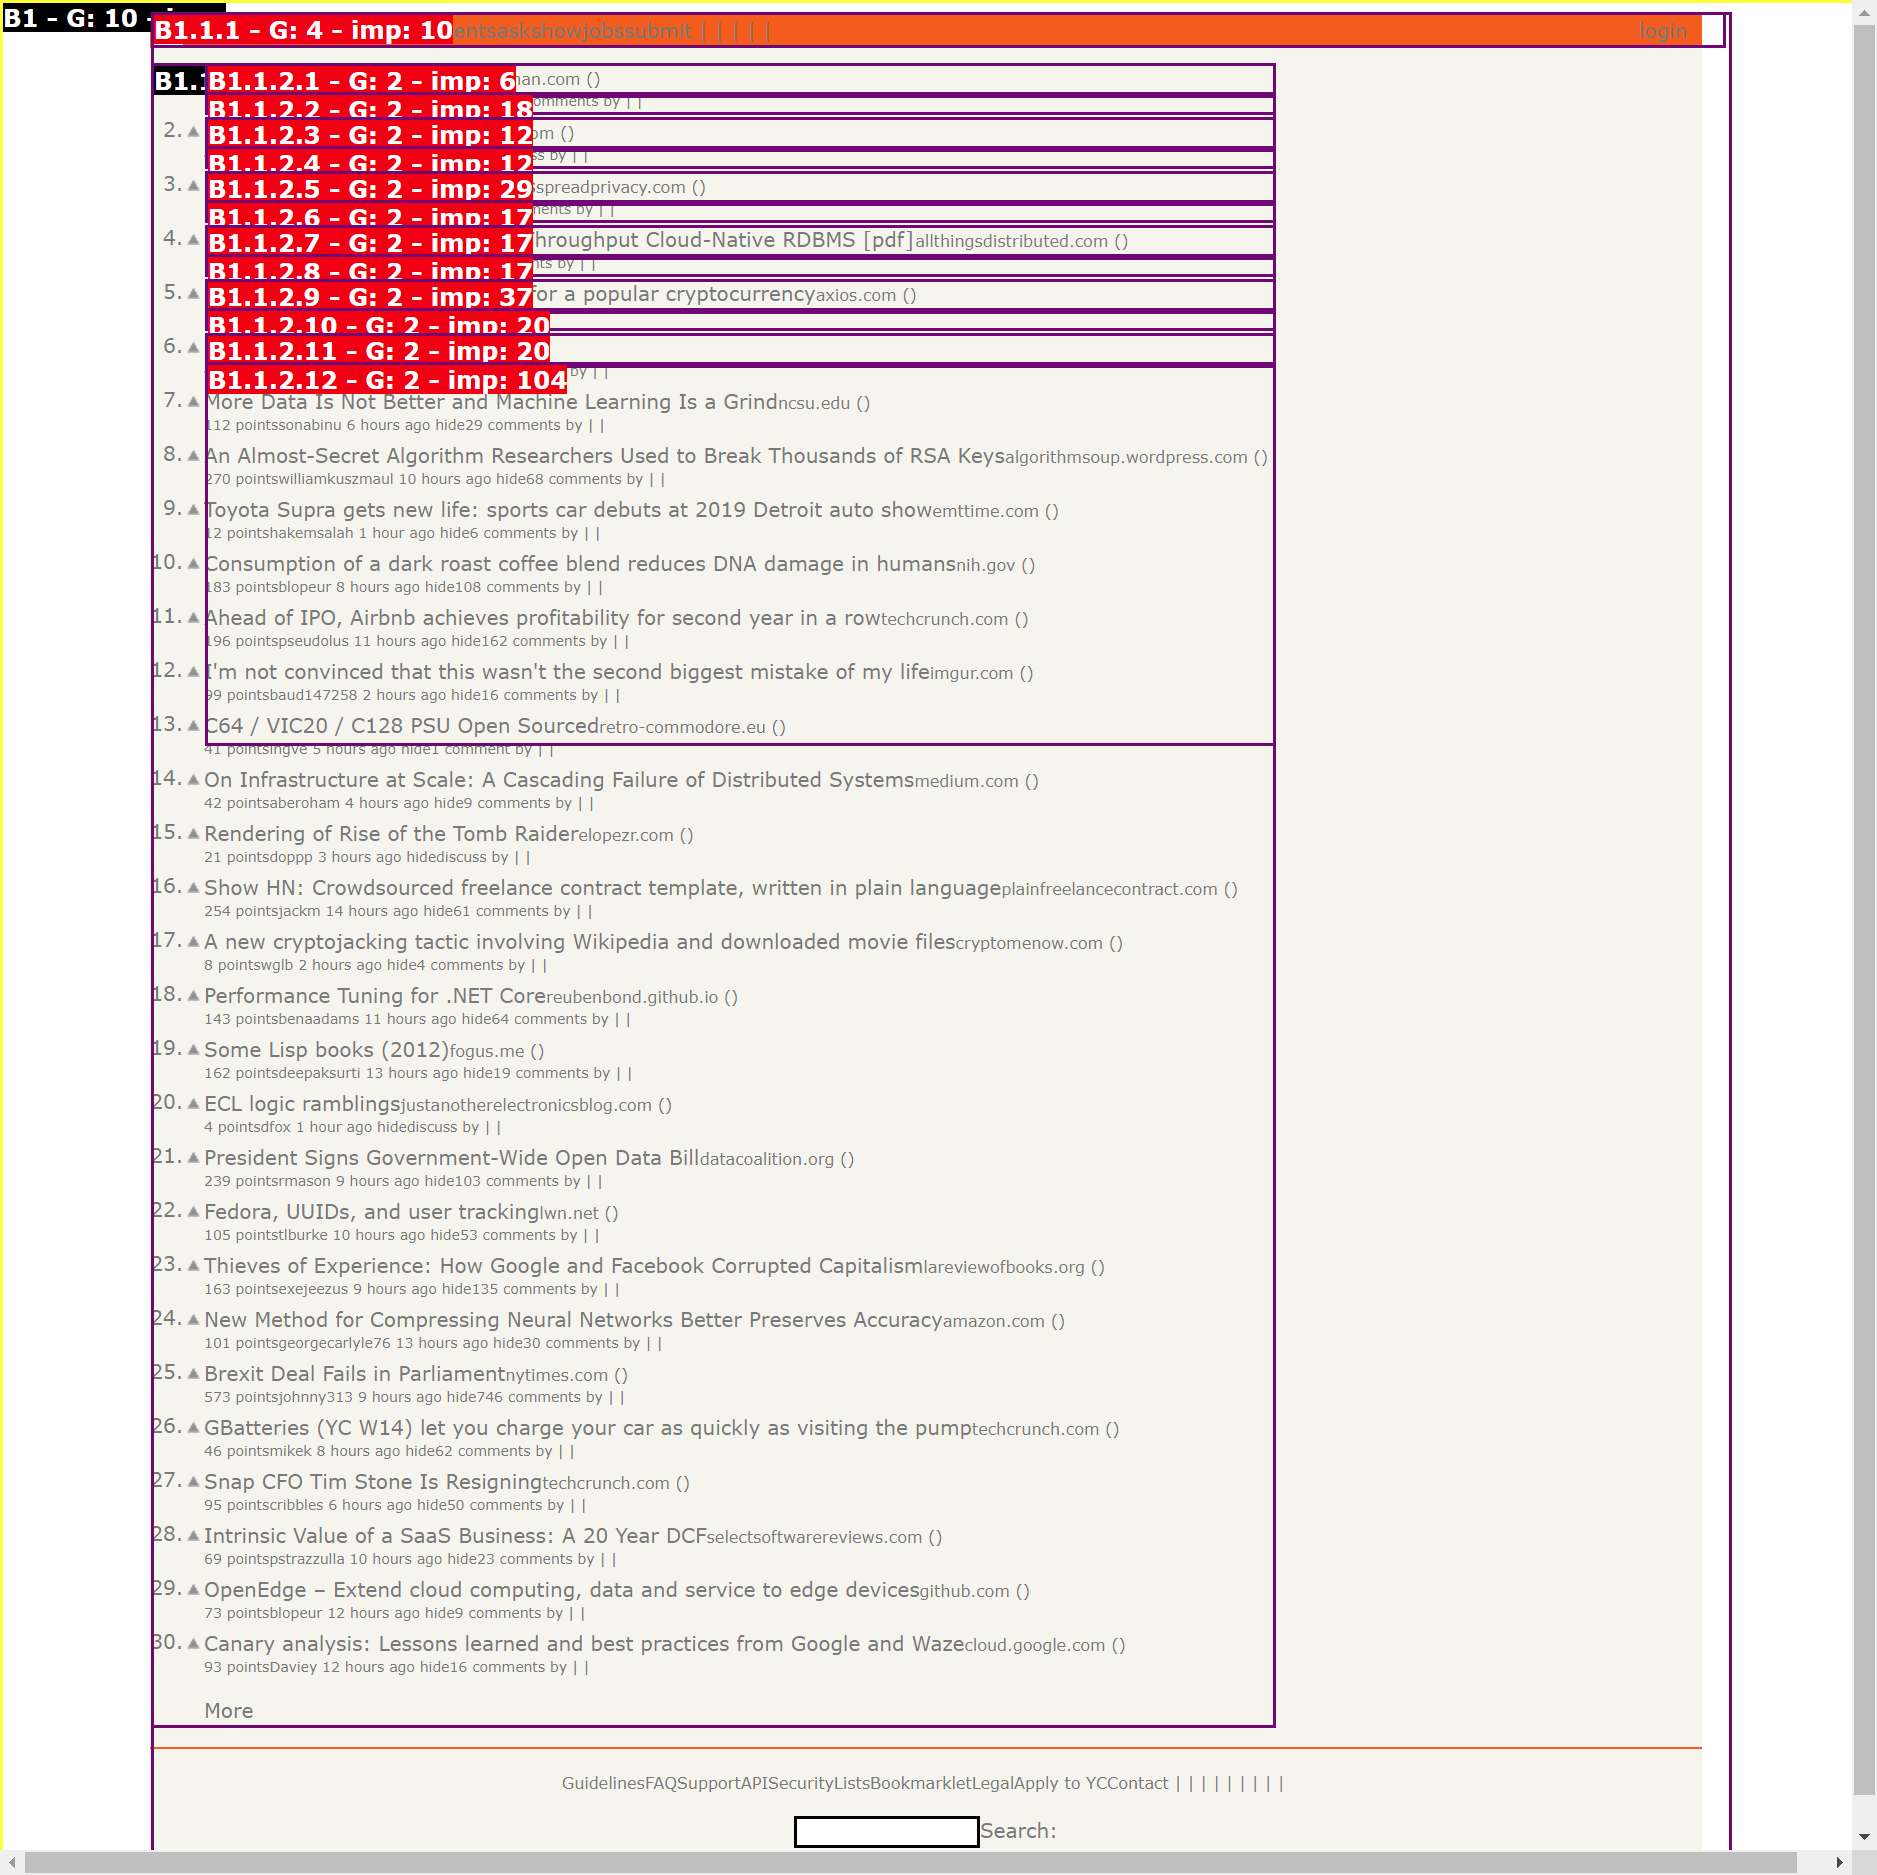 B1 - G: 10 -
B1.1.1 - G: 4 - imp: 10entsaskshowjobssubmit | | | | | login
B1.1 B1.1.2.1 - G: 2 - imp: 6 nan.com ()
B1.1.2.2 - G: 2 - imp: 18 omments by | |
2. B1.1.2.3 - G: 2 - imp: 12 om ()
B1.1.2.4 - G: 2 - imp: 12 ss by | |
3. B1.1.2.5 - G: 2 - imp: 29 spreadprivacy.com ()
B1.1.2.6 - G: 2 - imp: 17 ments by | |
4. B1.1.2.7 - G: 2 - imp: 17 Throughput Cloud-Native RDBMS [pdf]allthingsdistributed.com ()
B1.1.2.8 - G: 2 - imp: 17 nts by | |
5. B1.1.2.9 - G: 2 - imp: 37 for a popular cryptocurrencyaxios.com ()
B1.1.2.10 - G: 2 - imp: 20
6. B1.1.2.11 - G: 2 - imp: 20
B1.1.2.12 - G: 2 - imp: 104 by | |
7. More Data Is Not Better and Machine Learning Is a Grindncsu.edu ()
112 pointssonabinu 6 hours ago hide29 comments by | |
8. An Almost-Secret Algorithm Researchers Used to Break Thousands of RSA Keysalgorithmsoup.wordpress.com ()
270 pointswilliamkuszmaul 10 hours ago hide68 comments by | |
9. Toyota Supra gets new life: sports car debuts at 2019 Detroit auto showemttime.com ()
12 pointshakemsalah 1 hour ago hide6 comments by | |
10. Consumption of a dark roast coffee blend reduces DNA damage in humansnih.gov ()
183 pointsblopeur 8 hours ago hide108 comments by | |
11. Ahead of IPO, Airbnb achieves profitability for second year in a rowtechcrunch.com ()
196 pointspseudolus 11 hours ago hide162 comments by | |
12. I'm not convinced that this wasn't the second biggest mistake of my lifeimgur.com ()
99 pointsbaud147258 2 hours ago hide16 comments by | |
13. C64 / VIC20 / C128 PSU Open Sourcedretro-commodore.eu ()
41 pointsingve 5 hours ago hide1 comment by | |
14. On Infrastructure at Scale: A Cascading Failure of Distributed Systemsmedium.com ()
42 pointsaberoham 4 hours ago hide9 comments by | |
15. Rendering of Rise of the Tomb Raiderelopezr.com ()
21 pointsdoppp 3 hours ago hidediscuss by | |
16. Show HN: Crowdsourced freelance contract template, written in plain languageplainfreelancecontract.com ()
254 pointsjackm 14 hours ago hide61 comments by | |
17. A new cryptojacking tactic involving Wikipedia and downloaded movie filescryptomenow.com ()
8 pointswglb 2 hours ago hide4 comments by | |
18. Performance Tuning for .NET Corereubenbond.github.io ()
143 pointsbenaadams 11 hours ago hide64 comments by | |
19. Some Lisp books (2012)fogus.me ()
162 pointsdeepaksurti 13 hours ago hide19 comments by | |
20. ECL logic ramblingsjustanotherelectronicsblog.com ()
4 pointsdfox 1 hour ago hidediscuss by | |
21. President Signs Government-Wide Open Data Billdatacoalition.org ()
239 pointsrmason 9 hours ago hide103 comments by | |
22. Fedora, UUIDs, and user trackinglwn.net ()
105 pointstlburke 10 hours ago hide53 comments by | |
23. Thieves of Experience: How Google and Facebook Corrupted Capitalismlareviewofbooks.org ()
163 pointsexejeezus 9 hours ago hide135 comments by | |
24. New Method for Compressing Neural Networks Better Preserves Accuracyamazon.com ()
101 pointsgeorgecarlyle76 13 hours ago hide30 comments by | |
25. Brexit Deal Fails in Parliamentnytimes.com ()
573 pointsjohnny313 9 hours ago hide746 comments by | |
26. GBatteries (YC W14) let you charge your car as quickly as visiting the pumptechcrunch.com ()
46 pointsmikek 8 hours ago hide62 comments by | |
27. Snap CFO Tim Stone Is Resigningtechcrunch.com ()
95 pointscribbles 6 hours ago hide50 comments by | |
28. Intrinsic Value of a SaaS Business: A 20 Year DCFselectsoftwarereviews.com ()
69 pointspstrazzulla 10 hours ago hide23 comments by | |
29. OpenEdge – Extend cloud computing, data and service to edge devicesgithub.com ()
73 pointsblopeur 12 hours ago hide9 comments by | |
30. Canary analysis: Lessons learned and best practices from Google and Wazecloud.google.com ()
93 pointsDaviey 12 hours ago hide16 comments by | |
More
GuidelinesFAQSupportAPISecurityListsBookmarkletLegalApply to YCContact | | | | | | | | |
Search: